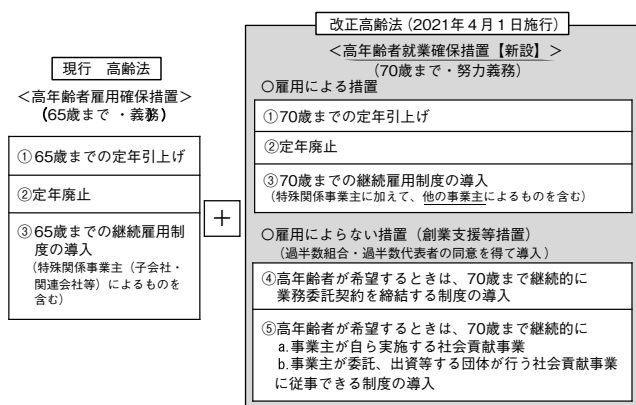 現行　高齢法
＜高年齢者雇用確保措置＞
(65歳まで ・義務)
①65歳までの定年引上げ
②定年廃止
③65歳までの継続雇用制
度の導入
（特殊関係事業主（子会社・
関連会社等）によるものを
含む）
＋
改正高齢法（2021年４月１日施行）
＜高年齢者就業確保措置【新設】＞
(70歳まで・努力義務)
○雇用による措置
①70歳までの定年引上げ
②定年廃止
③70歳までの継続雇用制度の導入
（特殊関係事業主に加えて、他の事業主によるものを含む）
○雇用によらない措置（創業支援等措置）
（過半数組合・過半数代表者の同意を得て導入）
④高年齢者が希望するときは、70歳まで継続的に
業務委託契約を締結する制度の導入
⑤高年齢者が希望するときは、70歳まで継続的に
a.事業主が自ら実施する社会貢献事業
b.事業主が委託、出資等する団体が行う社会貢献事業
に従事できる制度の導入